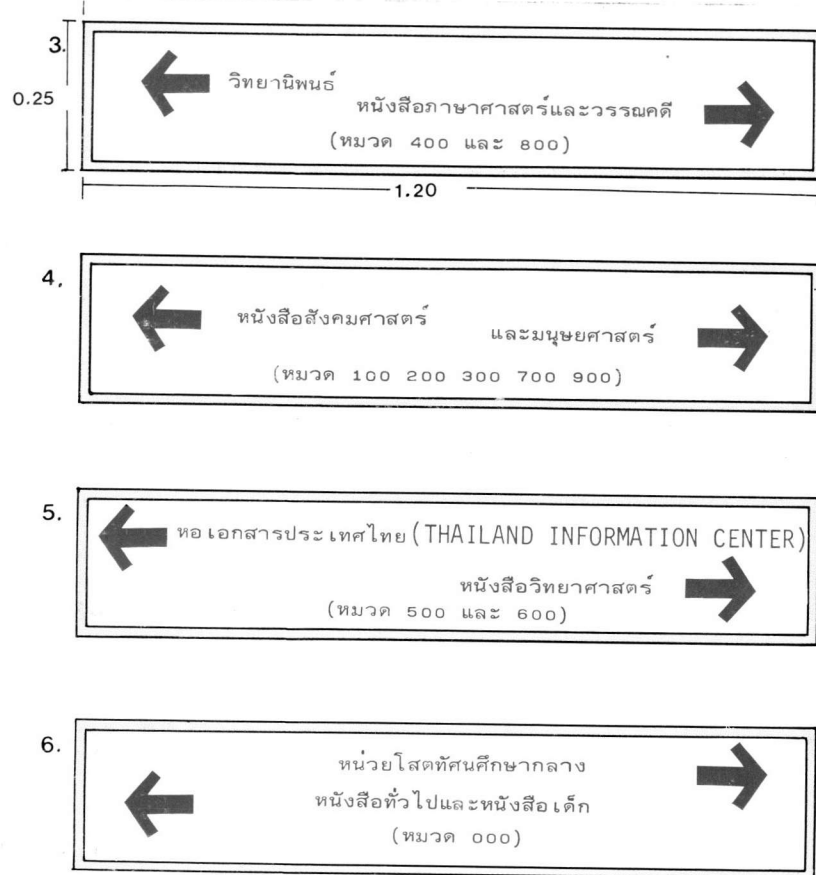 3.
0.25
วิทยานิพนธ์
หนังสือภาษาศาสตร์และวรรณคดี
(หมวด 400 และ 800)
1.20
4.
หนังสือสังคมศาสตร์
และมนุษยศาสตร์
(หมวด 100 200 300 700 900)
5.
หอเอกสารประเทศไทย(THAILAND INFORMATION CENTER)
หนังสือวิทยาศาสตร์
(หมวด 500 และ 600)
6.
หน่วยโสตทัศนศึกษากลาง
หนังสือทั่วไปและหนังสือเด็ก
(หมวด 000)